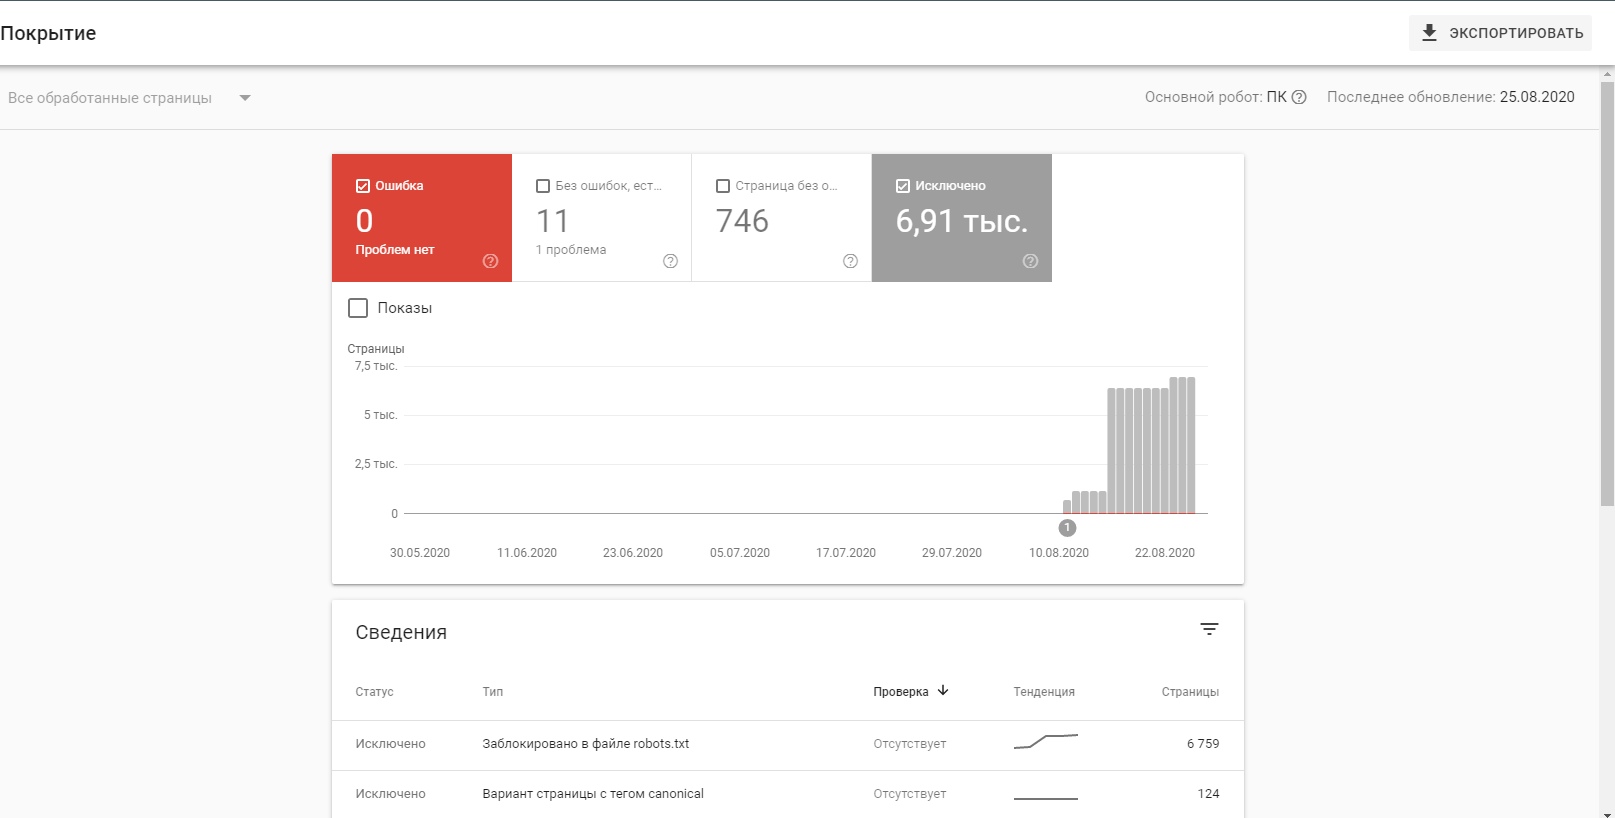 Покрытие
ЭКСПОРТИРОВАТЬ
Все обработанные страницы
Основной робот: ПК
Последнее обновление: 25.08.2020
Ошибка
0
Проблем нет
Без ошибок, ест...
11
1 проблема
Страница без о...
746
Исключено
6,91 тыс.
Показы
Страницы
7,5 тыс.
5 тыс.
2,5 тыс.
0
1
30.05.2020 11.06.2020 23.06.2020 05.07.2020 17.07.2020 29.07.2020 10.08.2020 22.08.2020
Сведения
Статус Тип Проверка Тенденция Страницы
Исключено Заблокировано в файле robots.txt Отсутствует 6 759
Исключено Вариант страницы с тегом canonical Отсутствует 124